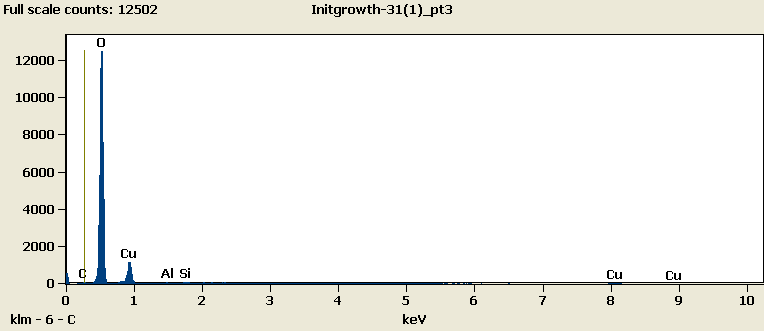 Full scale counts: 12502
Initgrowth-31(1)_pt3
O
12000
10000
8000
6000
4000
Cu
2000
C
Al Si
Cu
Cu
0
0 1 2 3 4 5 6 7 8 9 10
klm - 6 - C
keV